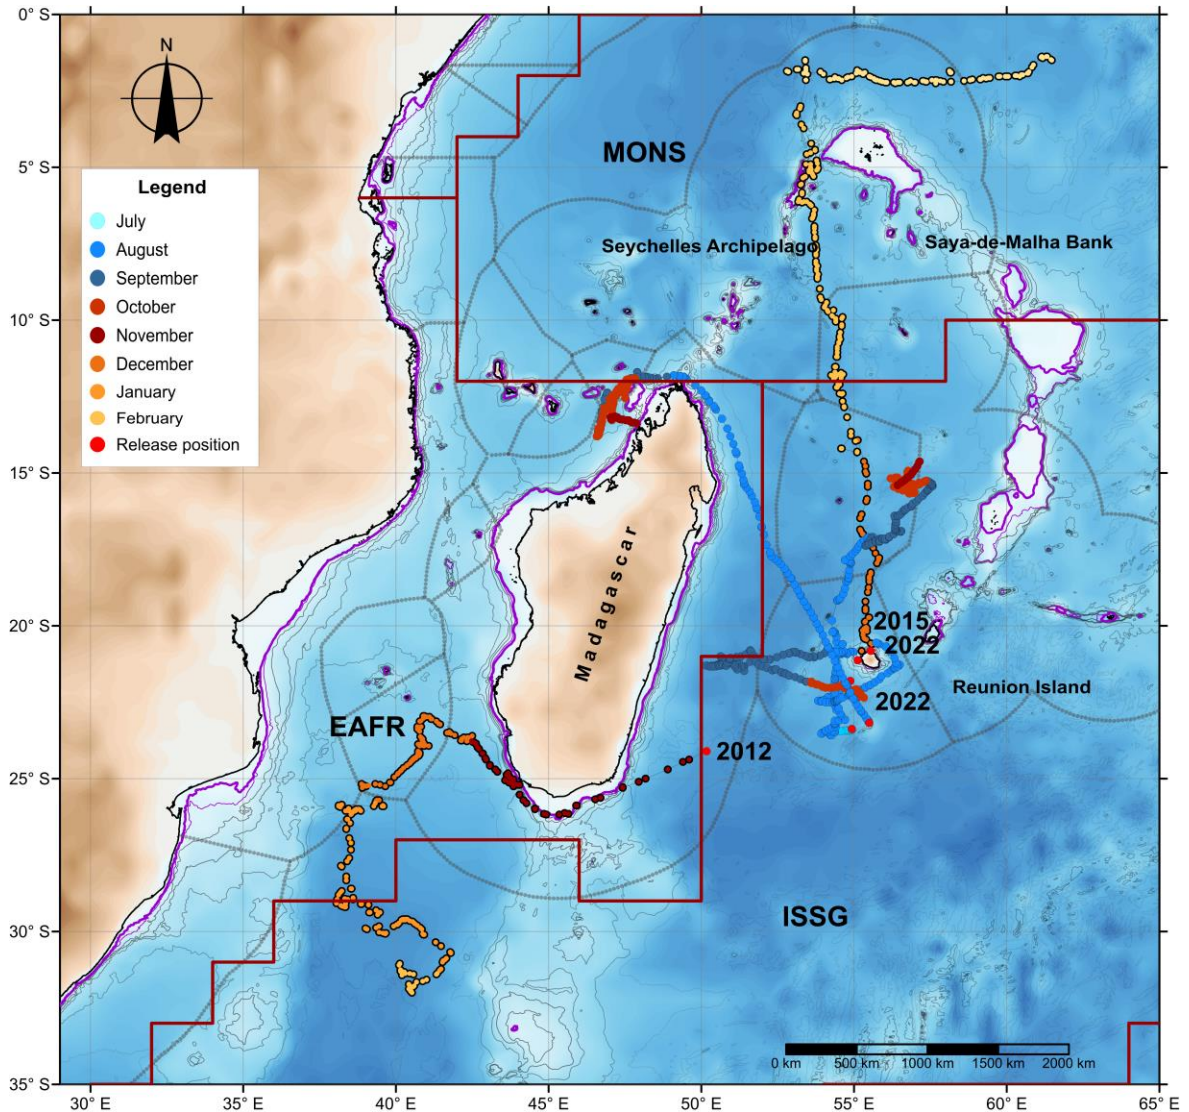 0° S
5° S
10° S
15° S
20° S
25° S
30° S
35° S
N
Legend
July
August
September
October
November
December
January
February
Release position
MONS
Seychelles Archipelago
Saya-de-Malha Bank
Madagascar
2015
2022
Reunion Island
2022
EAFR
2012
ISSG
0 km 500 km 1000 km 1500 km 2000 km
30° E 35° E 40° E 45° E 50° E 55° E 60° E 65° E